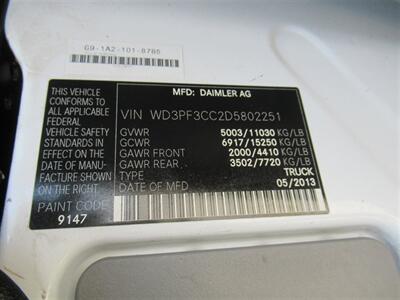 G9-1A2-101-8785
MFD: DAIMLER AG
THIS VEHICLE
CONFORMS TO
ALL APPLICABLE
FEDERAL
VEHICLE SAFETY
STANDARDS IN
EFFECT ON THE
DATE OF MANU-
FACTURE SHOWN
ON THE RIGHT.
PAINT CODE
9147
VIN WD3PF3CC2D5802251
GVWR 5003/11030 KG/LB
GCWR 6917/15250 KG/LB
GAWR FRONT 2000/4410 KG/LB
GAWR REAR 3502/7720 KG/LB
TYPE TRUCK
DATE/MFD 05/2013